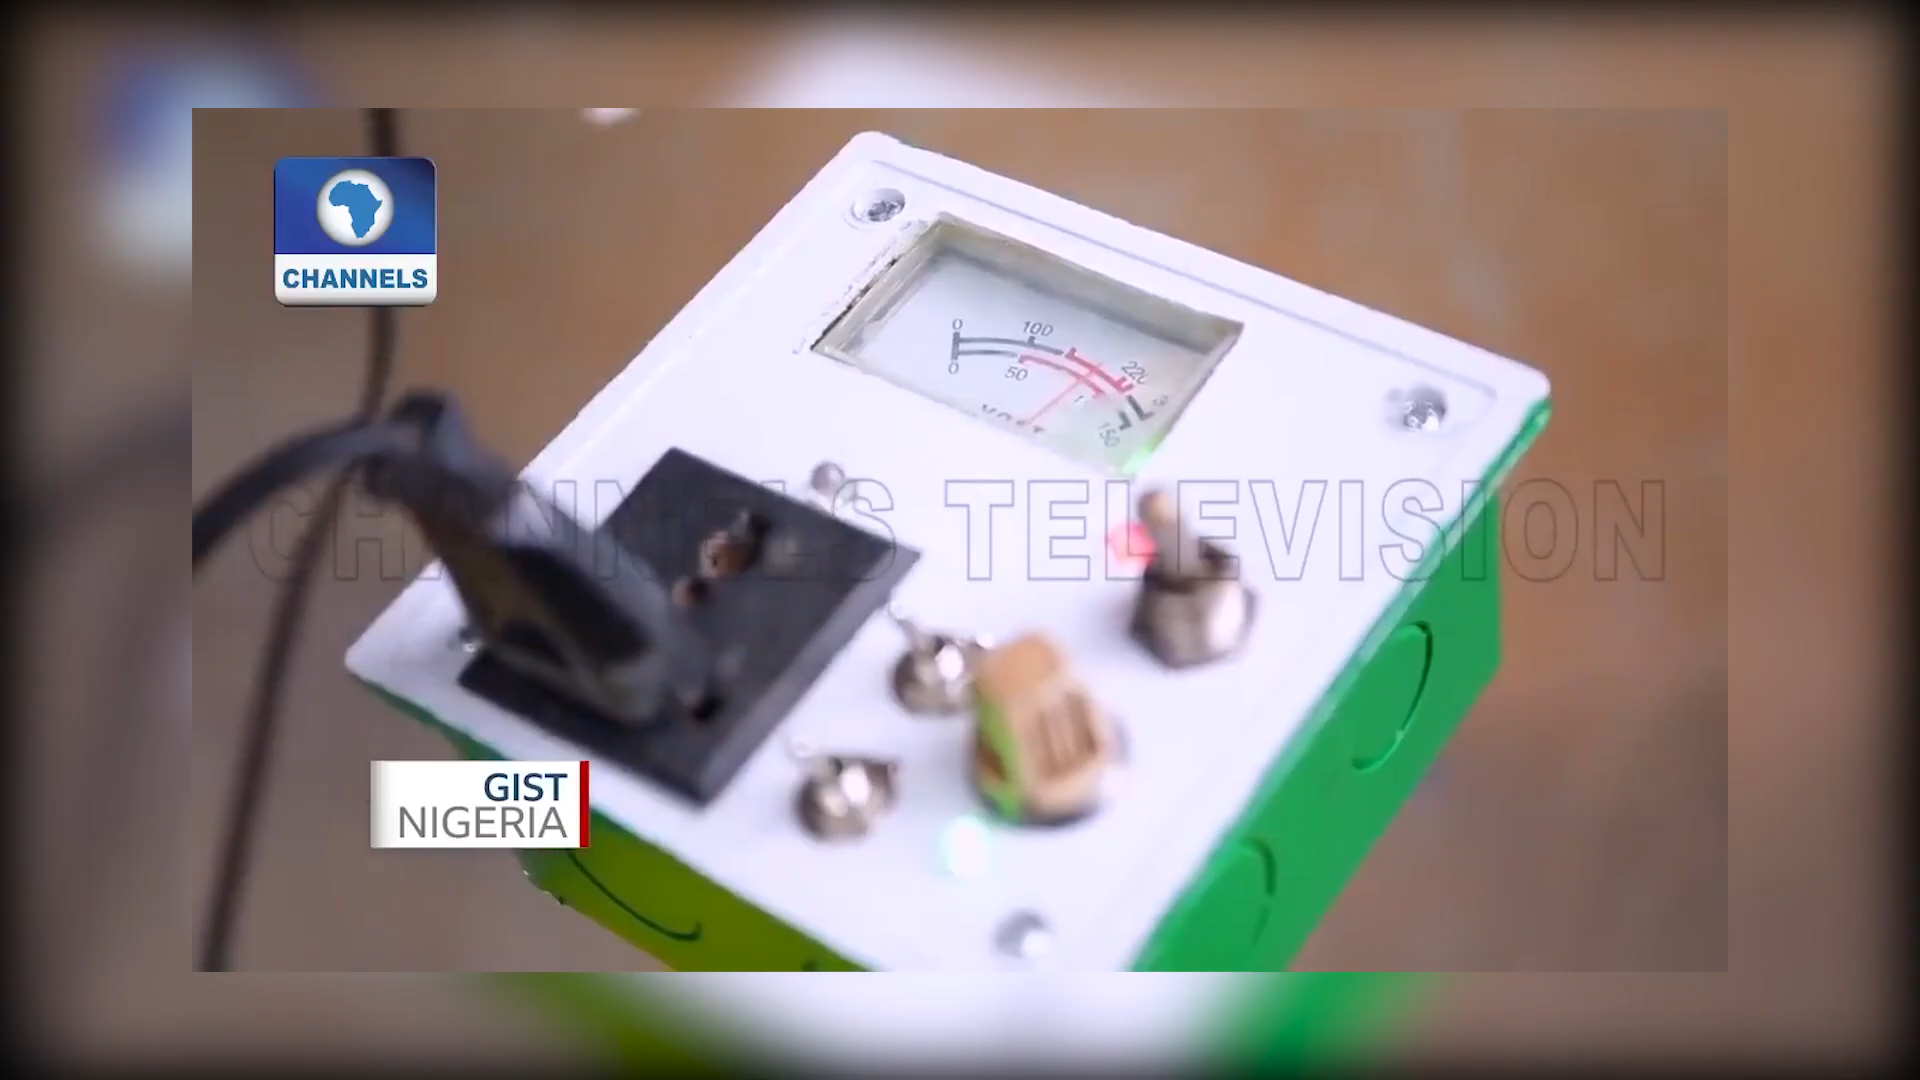 CHANNELS
0 100 220
0 50 150
CHANNELS TELEVISION
GIST
NIGERIA